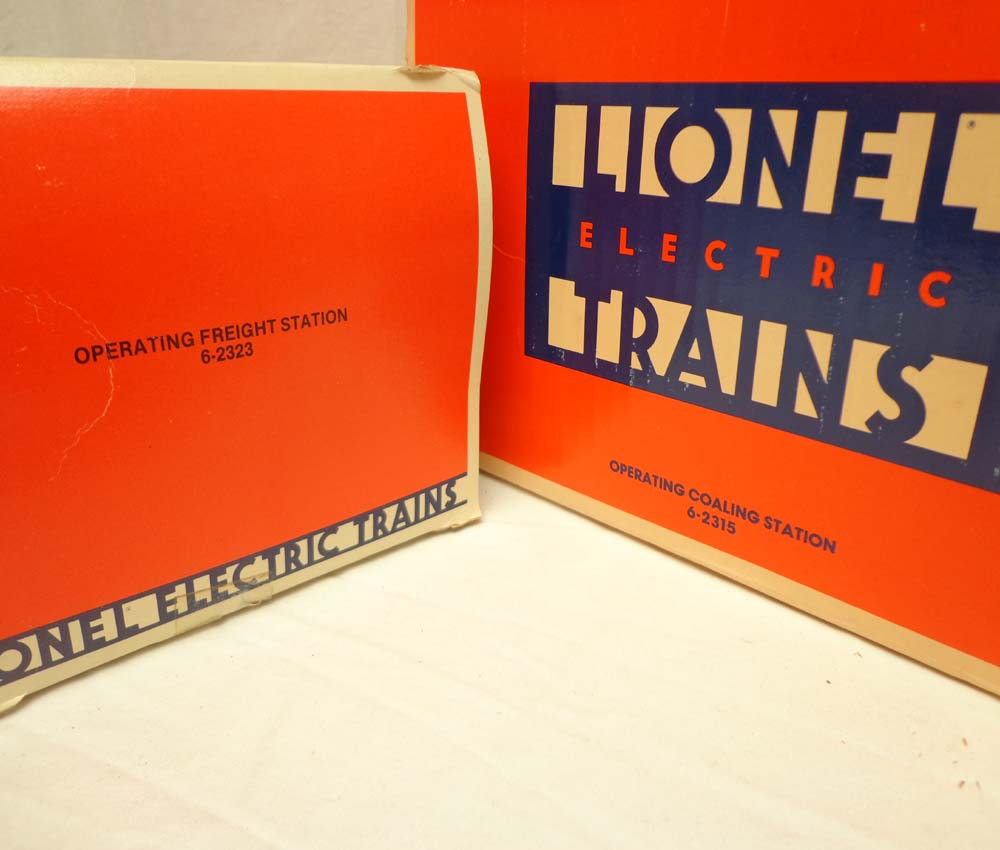 OPERATING FREIGHT STATION
6-2323
LIONEL ELECTRIC TRAINS
LIONEL
ELECTRIC
TRAINS
OPERATING COALING STATION
6-2315